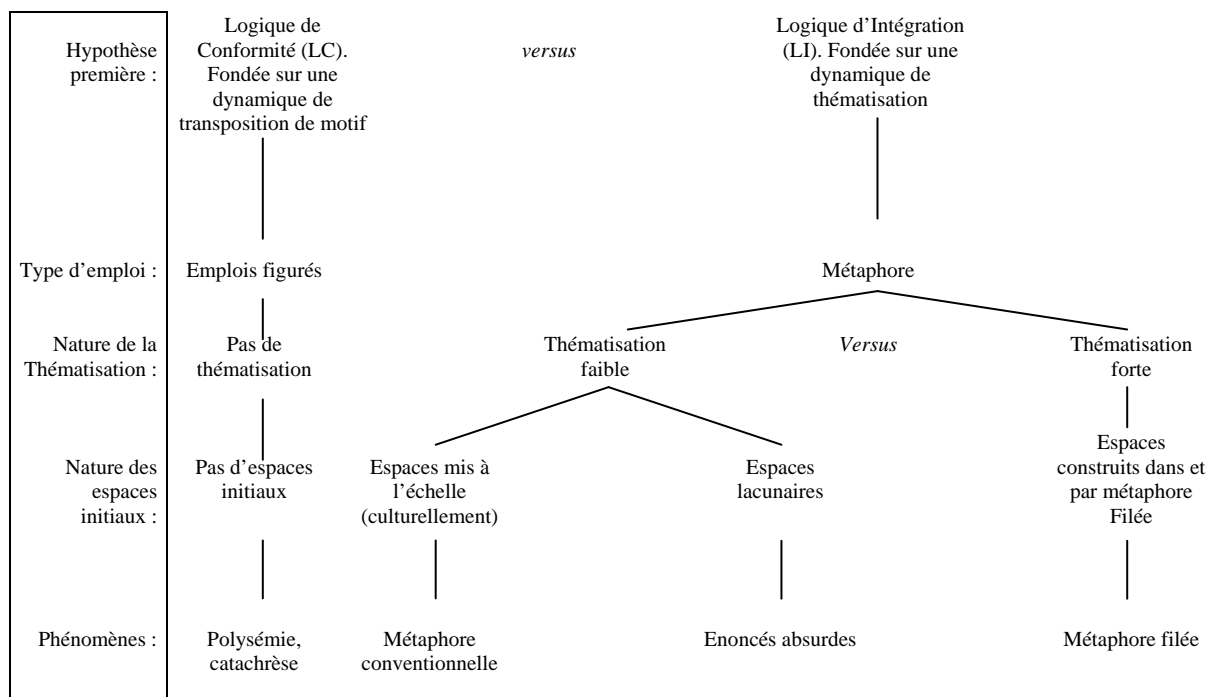 Hypothèse
première :
Logique de
Conformité (LC).
Fondée sur une
dynamique de
transposition de motif
versus
Logique d’Intégration
(LI). Fondée sur une
dynamique de
thématisation
Type d’emploi :
Emplois figurés
Métaphore
Nature de la
Thématisation :
Pas de
thématisation
Thématisation
faible
Versus
Thématisation
forte
Nature des
espaces
initiaux :
Pas d’espaces
initiaux
Espaces mis à
l’échelle
(culturellement)
Espaces
lacunaires
Espaces
construits dans et
par métaphore
Filée
Phénomènes :
Polysémie,
catachrèse
Métaphore
conventionnelle
Enoncés absurdes
Métaphore filée